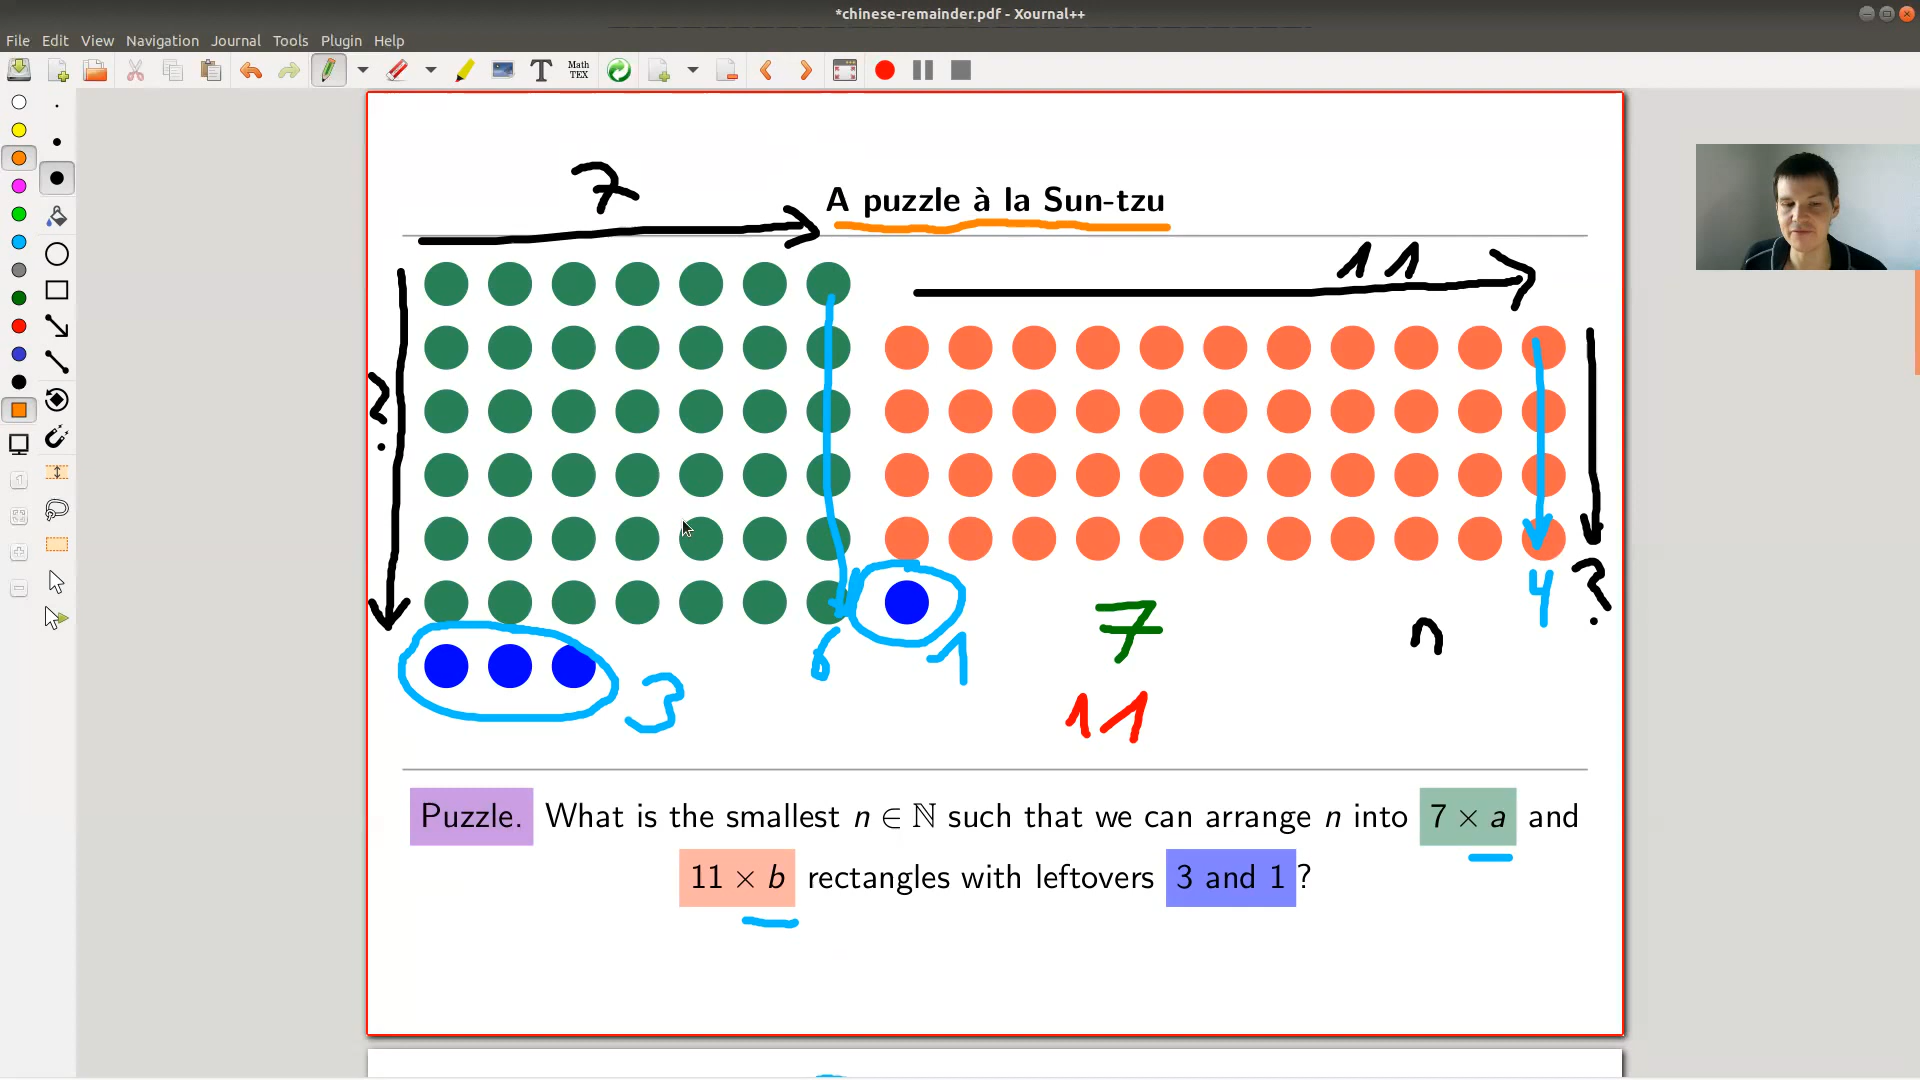 *chinese-remainder.pdf - Xournal++
File Edit View Navigation Journal Tools Plugin Help
Math
TEX
7
A puzzle à la Sun-tzu
11
?
?
4
7
n
6
1
3
11
Puzzle. What is the smallest n ∈ ℕ such that we can arrange n into 7 × a and
11 × b rectangles with leftovers 3 and 1?